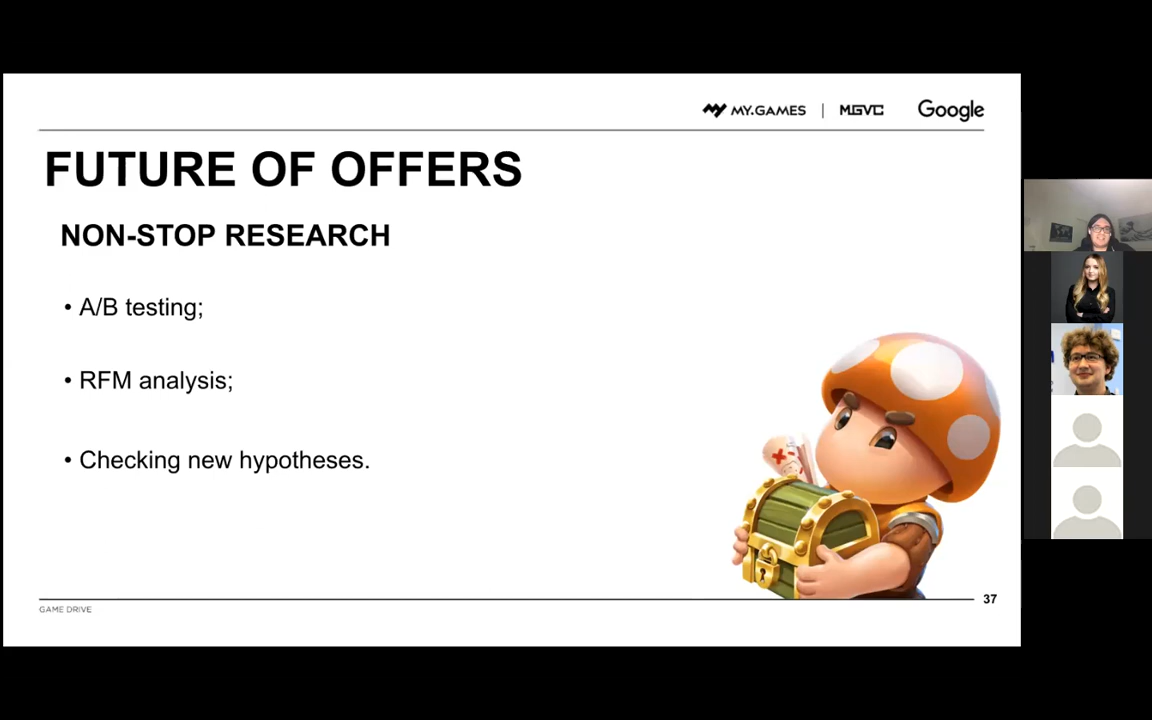 MY.GAMES | MGVC Google
FUTURE OF OFFERS
NON-STOP RESEARCH
• A/B testing;
• RFM analysis;
• Checking new hypotheses.
37
GAME DRIVE